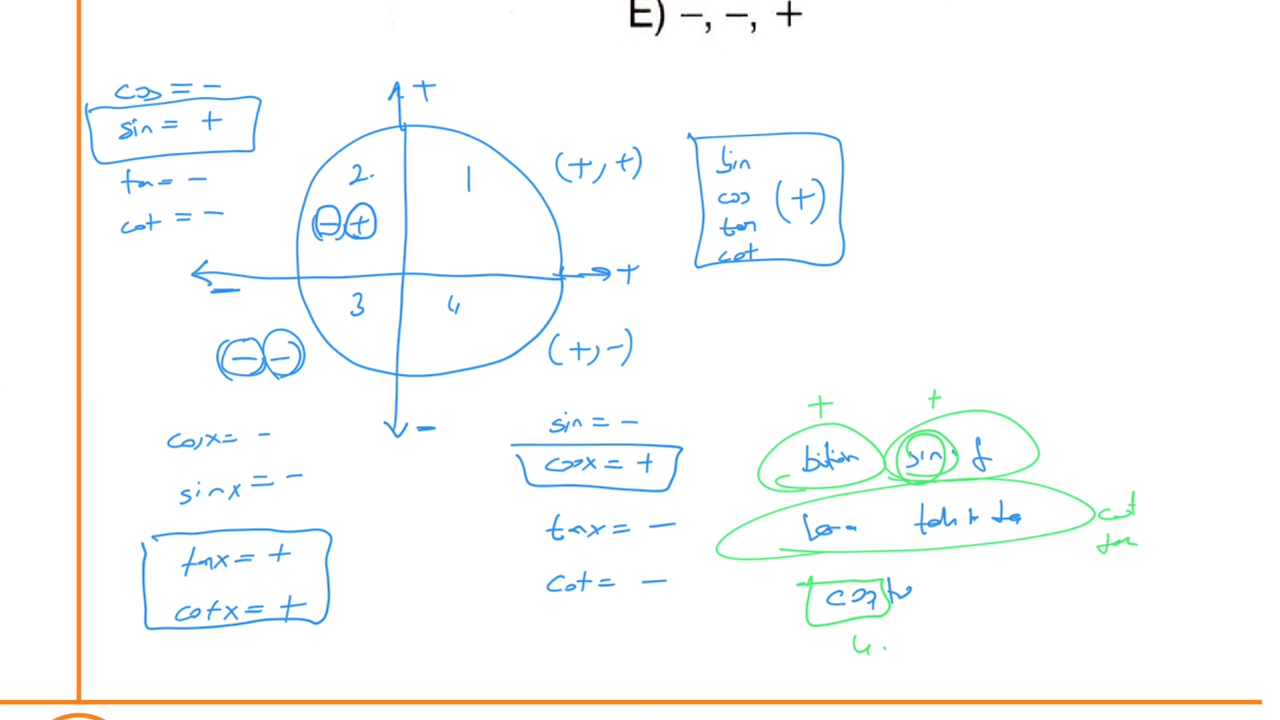 E) −, −, +
cos = −
sin = +
tan = −
cot = −
+
2.
1
− +
(+, +)
sin
cos (+)
tan
cot
−
+
3
4
− −
(+, −)
−
cosx = −
sinx = −
tanx = +
cotx = +
sin = −
cosx = +
tanx = −
cot = −
+ +
bütün sin
cot
tan
cos
4.